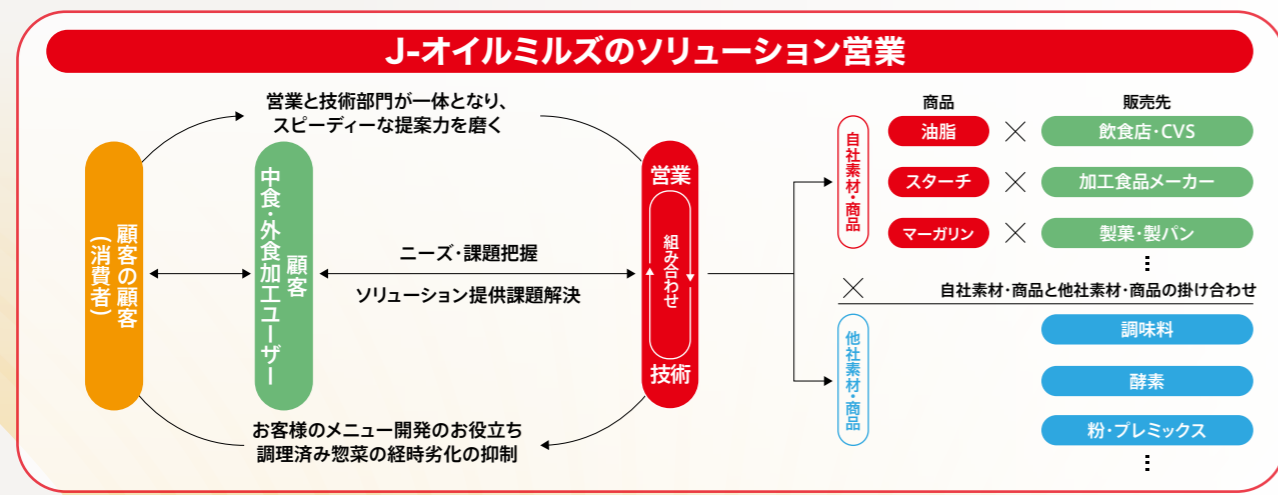 J-オイルミルズのソリューション営業
営業と技術部門が一体となり、
スピーディーな提案力を磨く
顧客の顧客
(消費者)
顧客
中食・外食加工ユーザー
ニーズ・課題把握
ソリューション提供課題解決
営業
組み合わせ
技術
お客様のメニュー開発のお役立ち
調理済み惣菜の経時劣化の抑制
商品
販売先
自社素材・商品
油脂
×
飲食店・CVS
スターチ
×
加工食品メーカー
マーガリン
×
製菓・製パン
⋮
×
自社素材・商品と他社素材・商品の掛け合わせ
他社素材・商品
調味料
酵素
粉・プレミックス
⋮